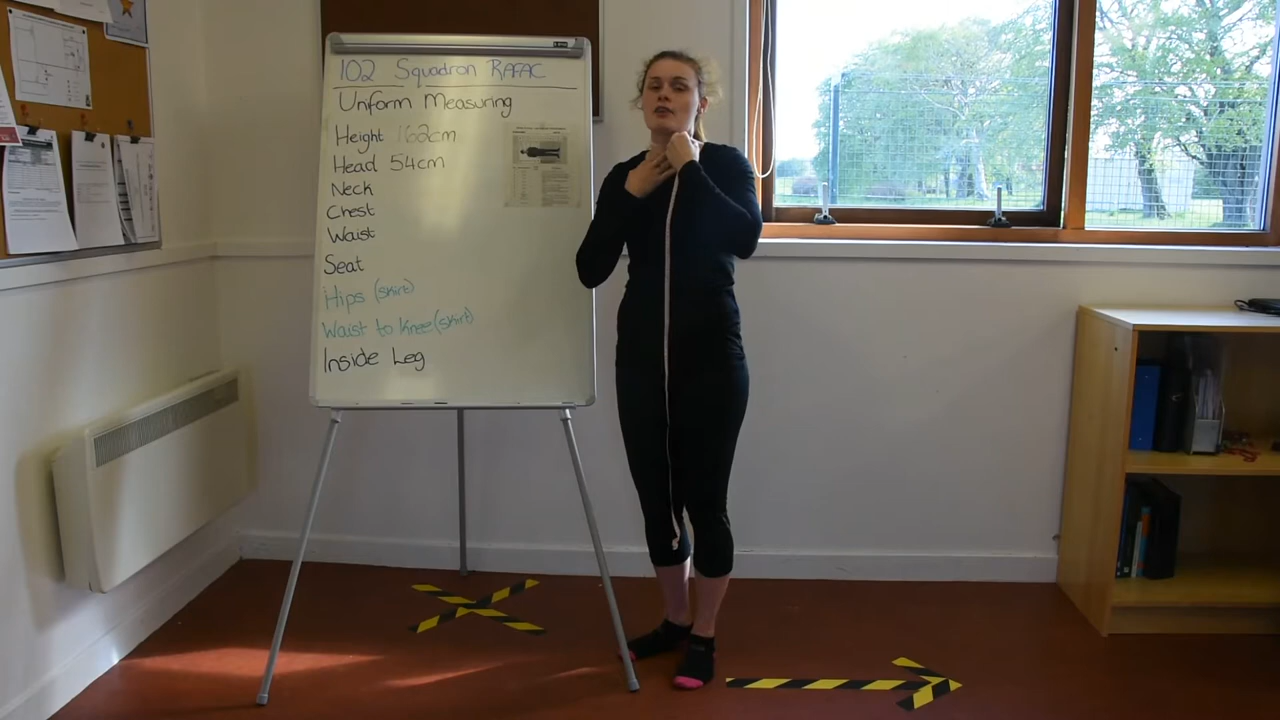 102 Squadron RAFAC
Uniform Measuring
Height 162cm
Head 54cm
Neck
Chest
Waist
Seat
Hips (skirt)
Waist to knee (skirt)
Inside Leg